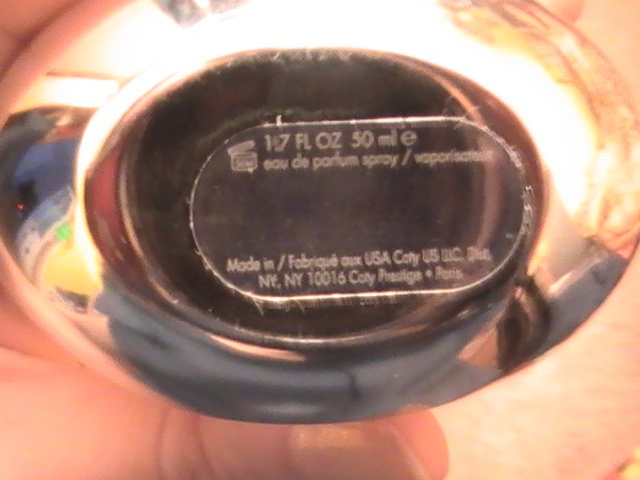 1.7 FL OZ 50 ml ℮
eau de parfum spray / vaporisateur
Made in / Fabriqué aux USA Coty US LLC. Dist.
NY, NY 10016 Coty Prestige • Paris